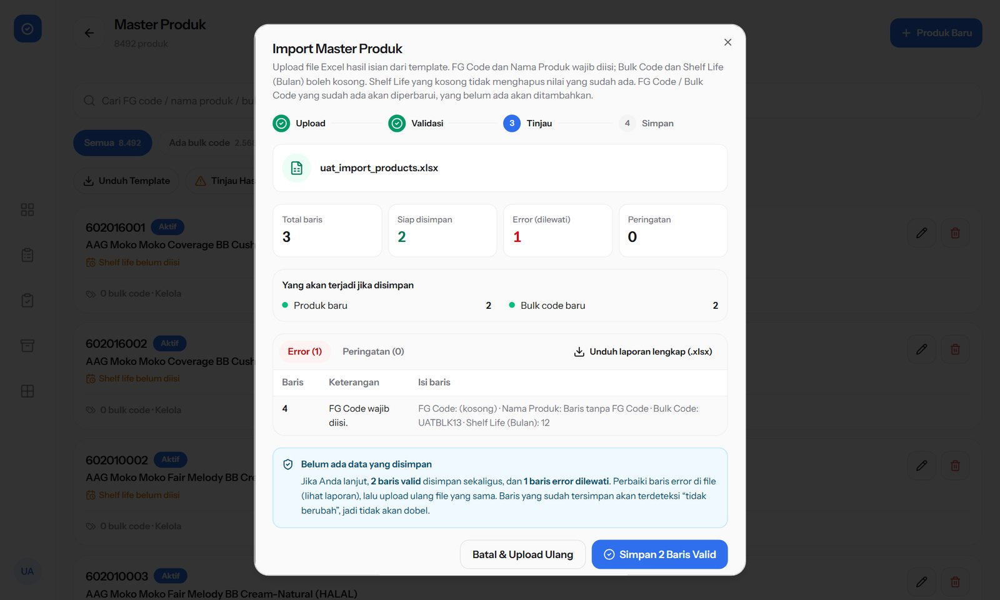 Master Produk
8492 produk
+ Produk Baru
Cari FG code / nama produk / bu
Semua 8.492
Ada bulk code 2.568
Unduh Template
Tinjau Has
602016001 Aktif
AAG Moko Moko Coverage BB Cush
Shelf life belum diisi
0 bulk code · Kelola
602016002 Aktif
AAG Moko Moko Coverage BB Cush
Shelf life belum diisi
0 bulk code · Kelola
602010002 Aktif
AAG Moko Moko Fair Melody BB Cre
Shelf life belum diisi
0 bulk code · Kelola
602010003 Aktif
AAG Moko Moko Fair Melody BB Cream-Natural (HALAL)
UA
Import Master Produk
Upload file Excel hasil isian dari template. FG Code dan Nama Produk wajib diisi; Bulk Code dan Shelf Life
(Bulan) boleh kosong. Shelf Life yang kosong tidak menghapus nilai yang sudah ada. FG Code / Bulk
Code yang sudah ada akan diperbarui, yang belum ada akan ditambahkan.
Upload
Validasi
3 Tinjau
4 Simpan
uat_import_products.xlsx
Total baris
3
Siap disimpan
2
Error (dilewati)
1
Peringatan
0
Yang akan terjadi jika disimpan
Produk baru 2
Bulk code baru 2
Error (1)
Peringatan (0)
Unduh laporan lengkap (.xlsx)
Baris Keterangan Isi baris
4
FG Code wajib
diisi.
FG Code: (kosong) · Nama Produk: Baris tanpa FG Code · Bulk Code:
UATBLK13 · Shelf Life (Bulan): 12
Belum ada data yang disimpan
Jika Anda lanjut, 2 baris valid disimpan sekaligus, dan 1 baris error dilewati. Perbaiki baris error di file
(lihat laporan), lalu upload ulang file yang sama. Baris yang sudah tersimpan akan terdeteksi “tidak
berubah”, jadi tidak akan dobel.
Batal & Upload Ulang
Simpan 2 Baris Valid